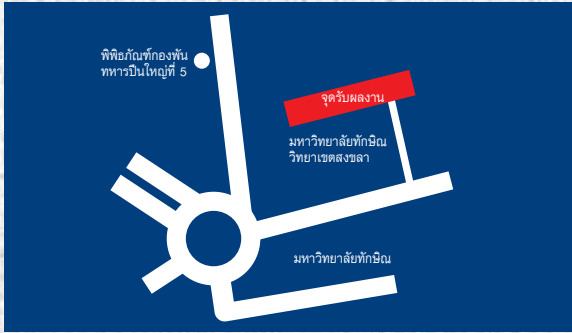 พิพิธภัณฑ์กองพัน
ทหารปืนใหญ่ที่ 5
จุดรับผลงาน
มหาวิทยาลัยทักษิณ
วิทยาเขตสงขลา
มหาวิทยาลัยทักษิณ